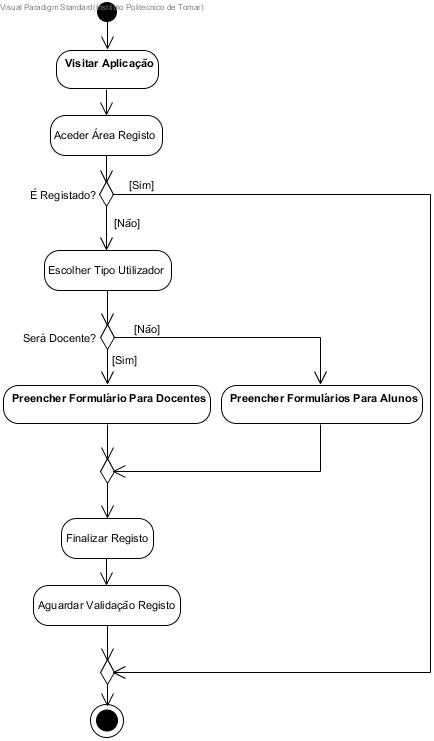 Visual Paradigm Standard(Instituto Politecnico de Tomar)
Visitar Aplicação
Aceder Área Registo
É Registado?
[Sim]
[Não]
Escolher Tipo Utilizador
Será Docente?
[Não]
[Sim]
Preencher Formulário Para Docentes
Preencher Formulários Para Alunos
Finalizar Registo
Aguardar Validação Registo